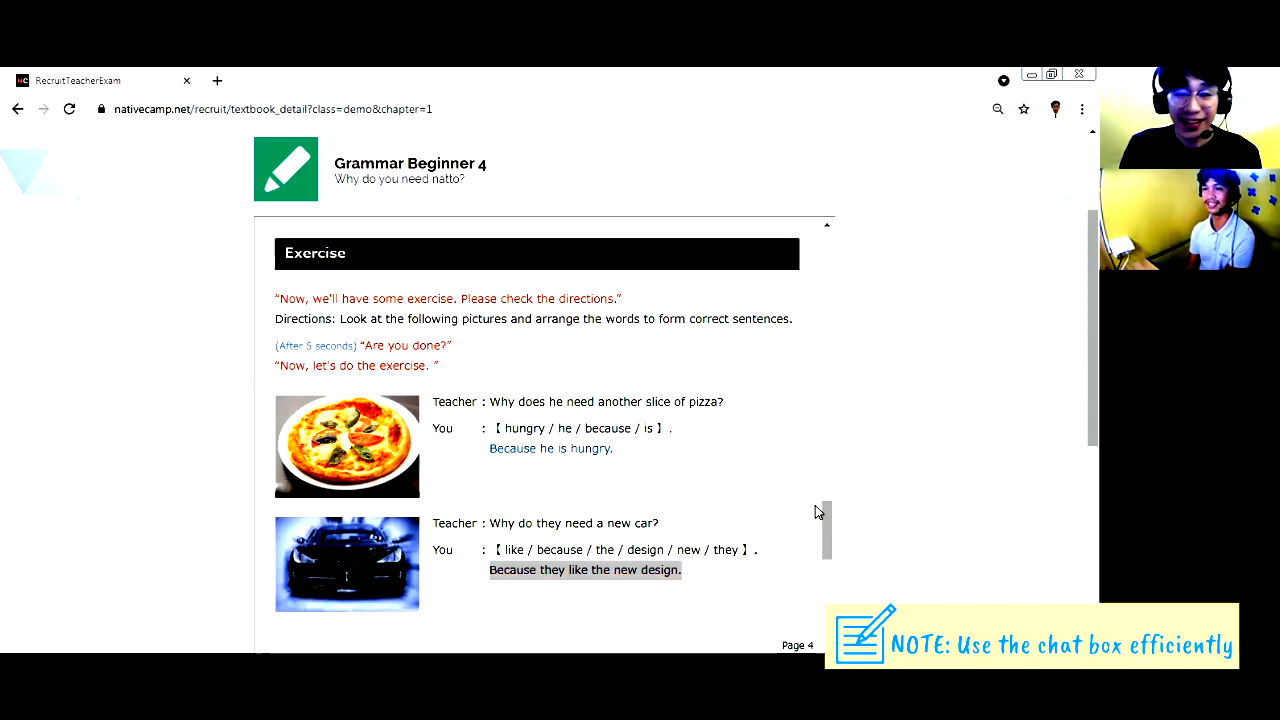 RecruitTeacherExam
nativecamp.net/recruit/textbook_detail?class=demo&chapter=1
Grammar Beginner 4
Why do you need natto?
Exercise
“Now, we'll have some exercise. Please check the directions.”
Directions: Look at the following pictures and arrange the words to form correct sentences.
(After 5 seconds) “Are you done?”
“Now, let's do the exercise. ”
Teacher : Why does he need another slice of pizza?
You : 【 hungry / he / because / is 】 .
Because he is hungry.
Teacher : Why do they need a new car?
You : 【 like / because / the / design / new / they 】 .
Because they like the new design.
Page 4
NOTE: Use the chat box efficiently